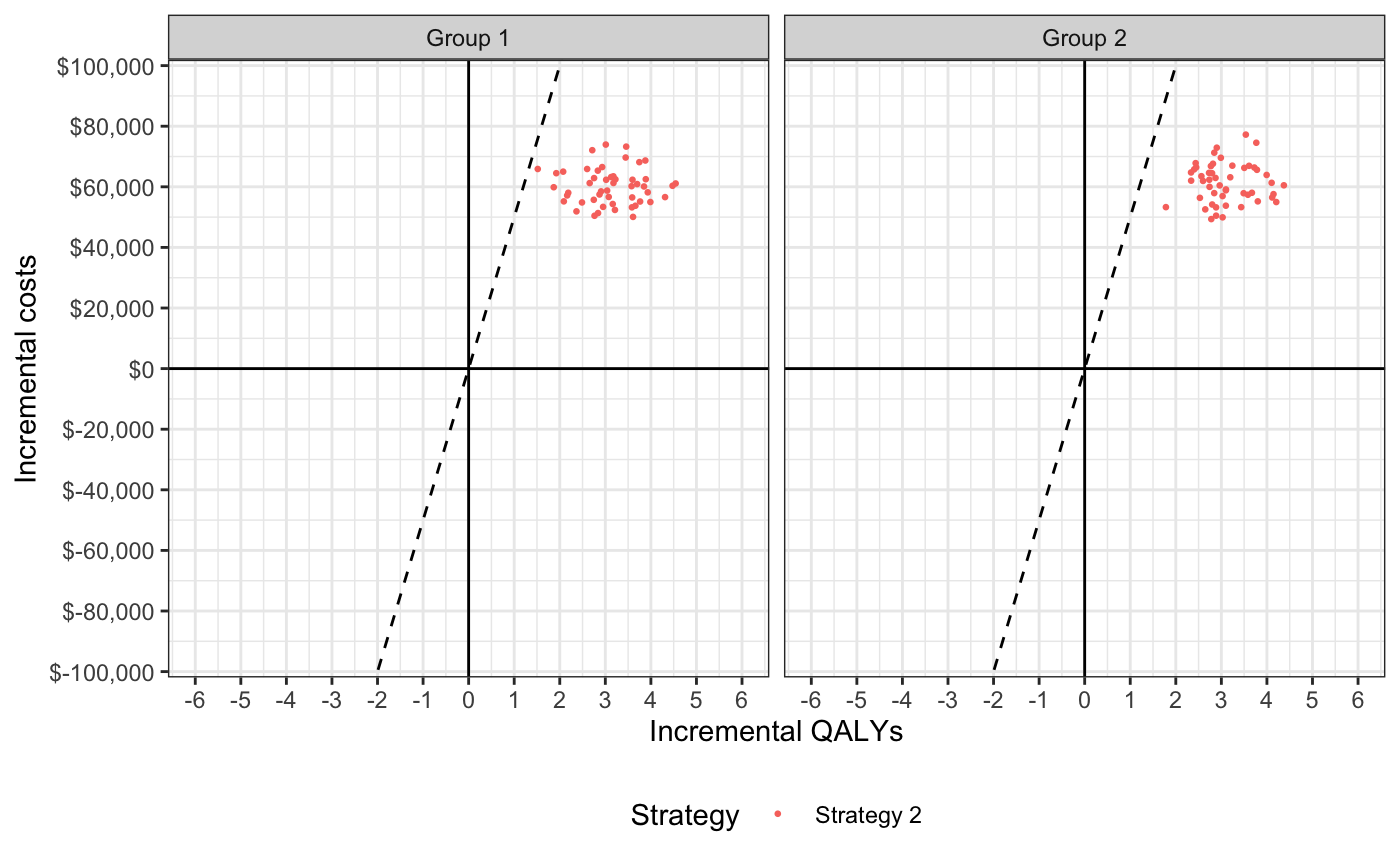 Group 1
Group 2
$100,000
$80,000
$60,000
$40,000
$20,000
$0
$-20,000
$-40,000
$-60,000
$-80,000
$-100,000
Incremental costs
-6 -5 -4 -3 -2 -1 0 1 2 3 4 5 6
-6 -5 -4 -3 -2 -1 0 1 2 3 4 5 6
Incremental QALYs
Strategy Strategy 2